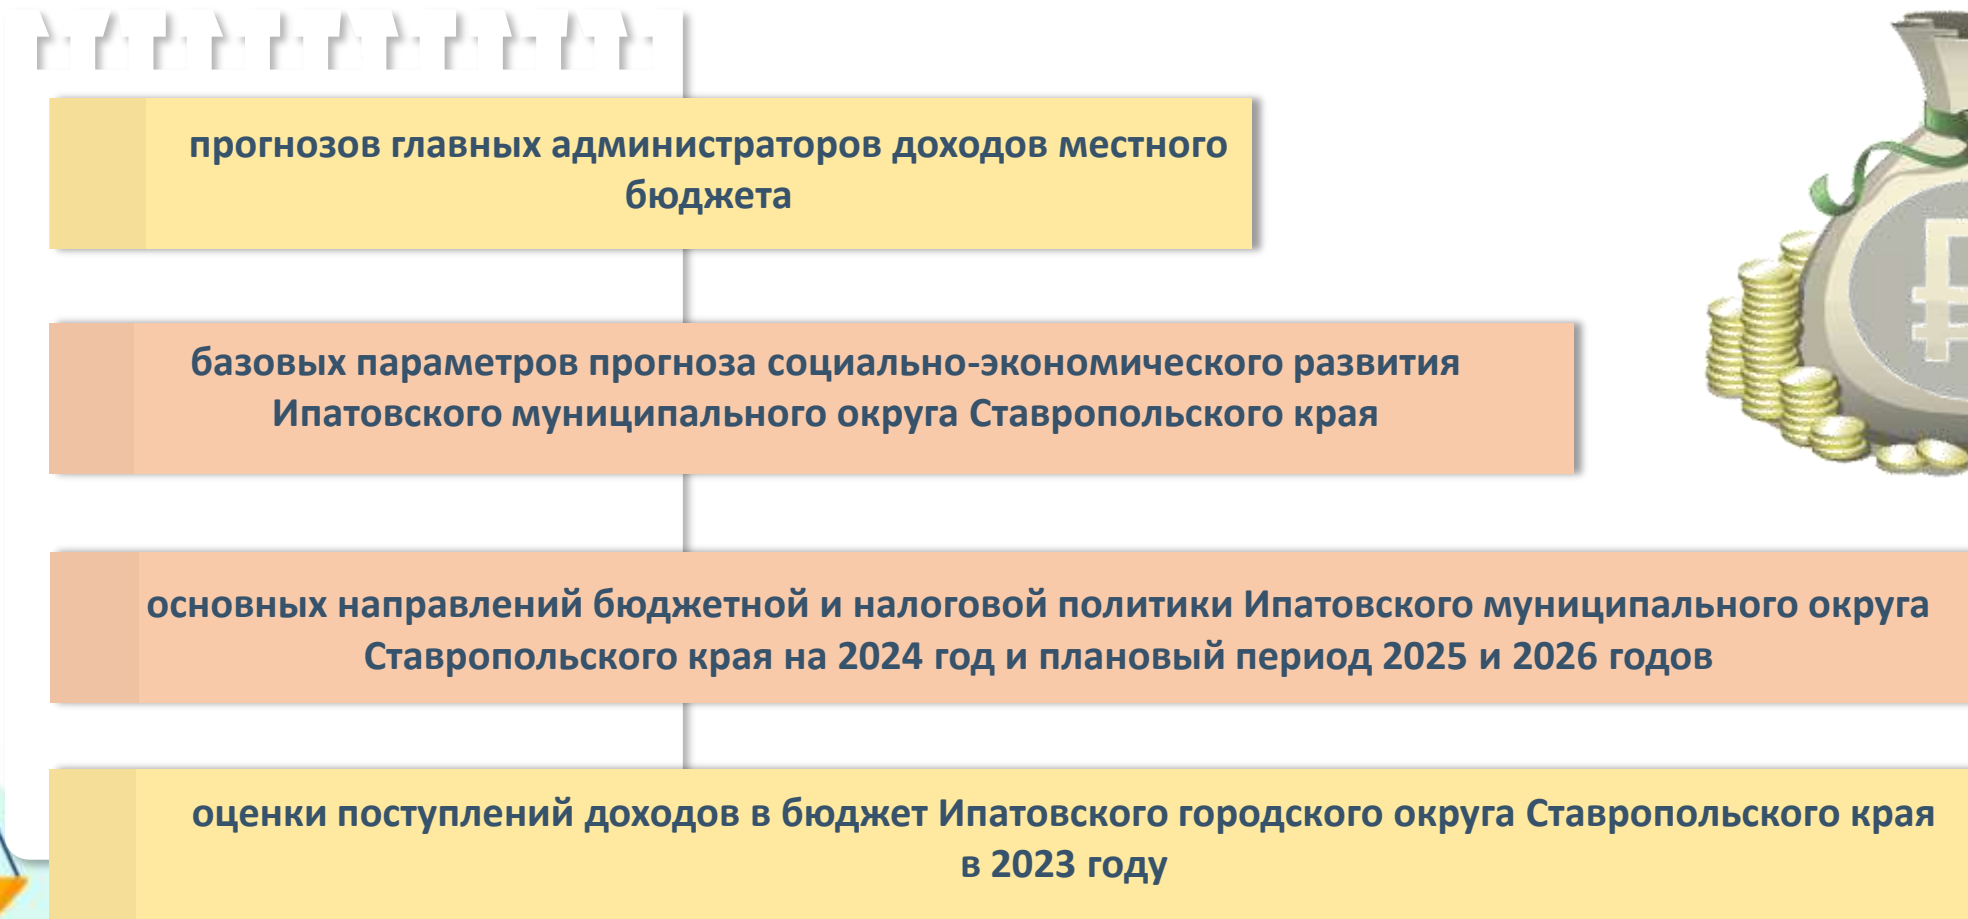 прогнозов главных администраторов доходов местного
бюджета
базовых параметров прогноза социально-экономического развития
Ипатовского муниципального округа Ставропольского края
основных направлений бюджетной и налоговой политики Ипатовского муниципального округа
Ставропольского края на 2024 год и плановый период 2025 и 2026 годов
оценки поступлений доходов в бюджет Ипатовского городского округа Ставропольского края
в 2023 году